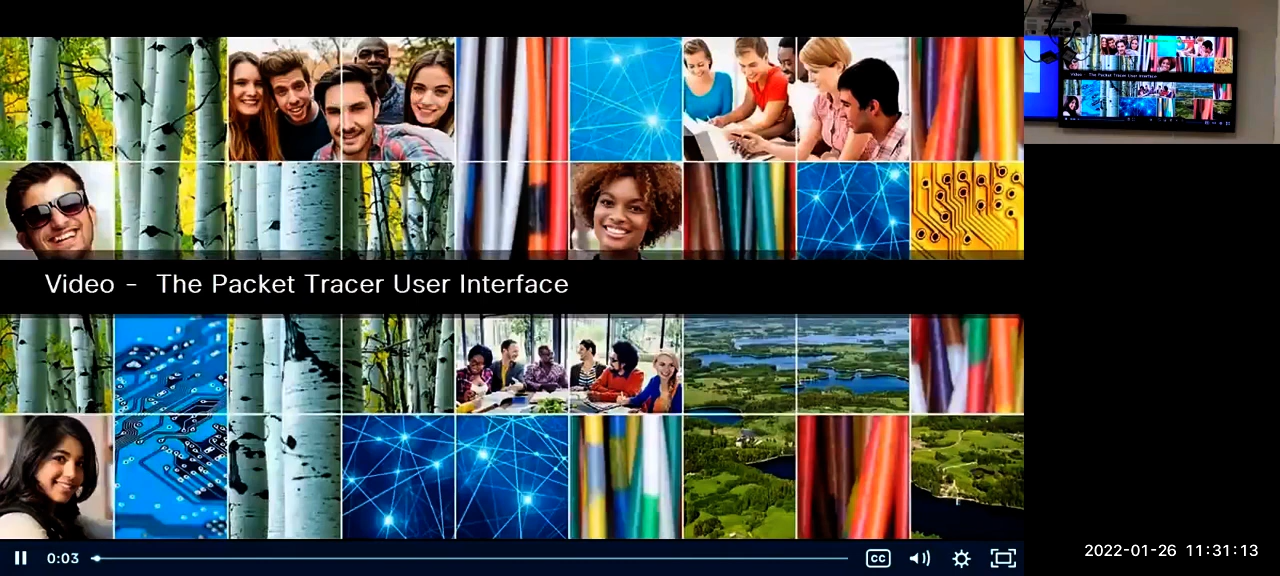 Video - The Packet Tracer User Interface
0:03
CC
2022-01-26 11:31:13